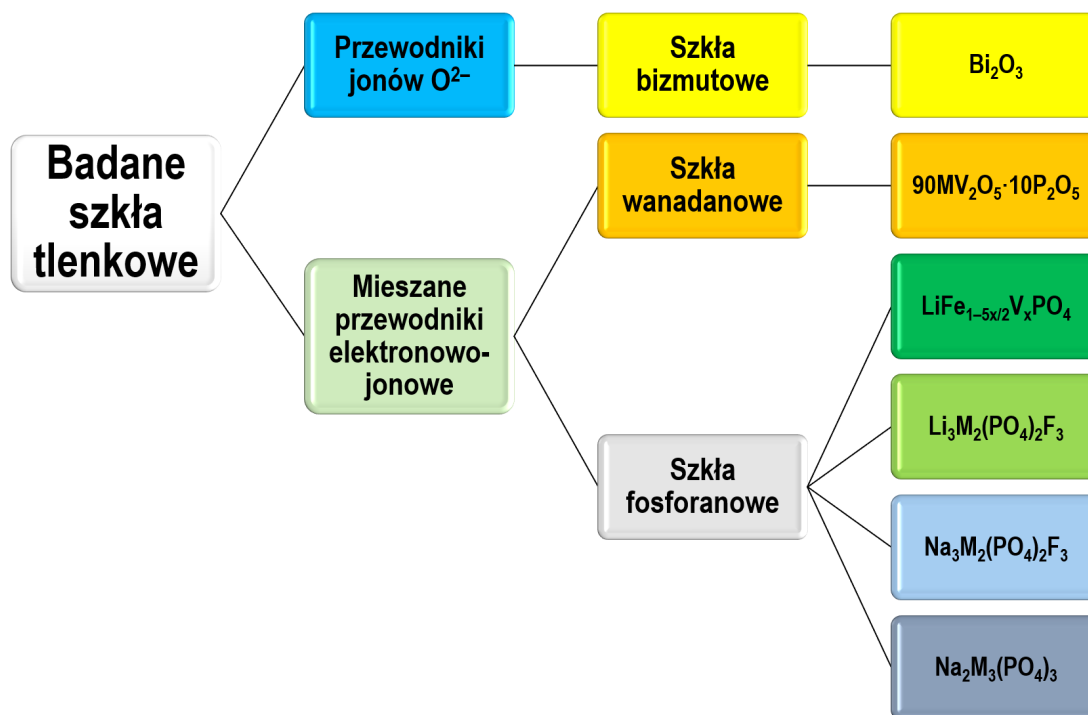 Badane
szkła
tlenkowe
Przewodniki
jonów O²⁻
Mieszane
przewodniki
elektronowo-
jonowe
Szkła
bizmutowe
Szkła
wanadanowe
Szkła
fosforanowe
Bi₂O₃
90MV₂O₅·10P₂O₅
LiFe₁₋₅ₓ/₂VₓPO₄
Li₃M₂(PO₄)₂F₃
Na₃M₂(PO₄)₂F₃
Na₂M₃(PO₄)₃